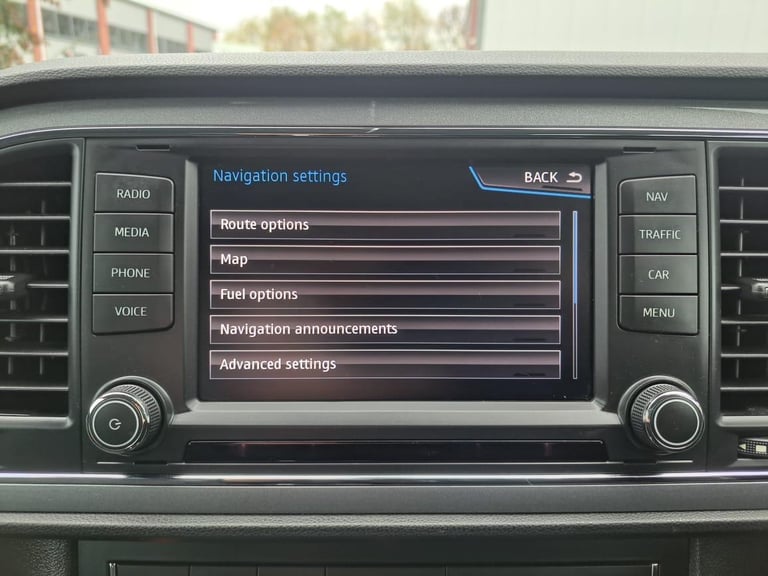 Navigation settings
BACK
RADIO
MEDIA
PHONE
VOICE
Route options
Map
Fuel options
Navigation announcements
Advanced settings
NAV
TRAFFIC
CAR
MENU